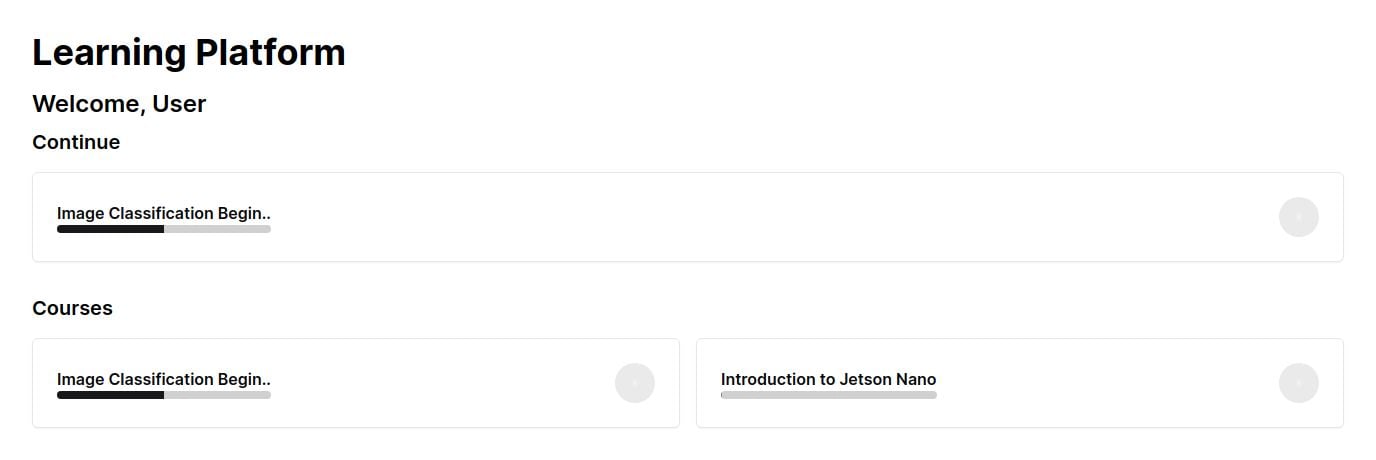 Learning Platform
Welcome, User
Continue
Image Classification Begin..
Courses
Image Classification Begin..
Introduction to Jetson Nano